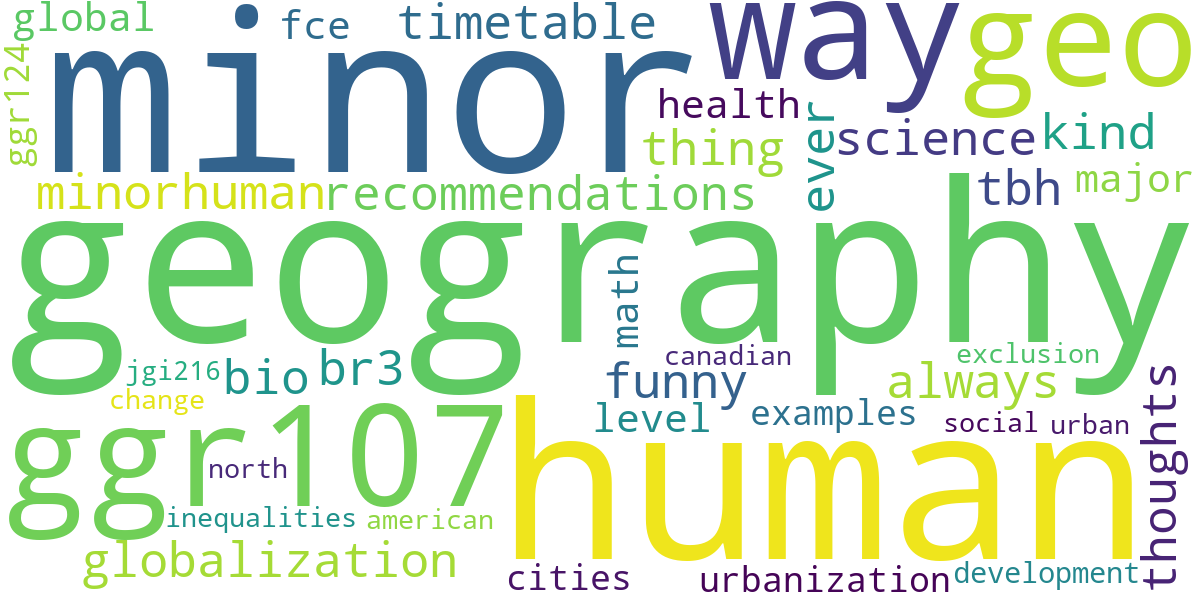 global
fce
timetable
way
geo
minor
ggr124
health
thing
ever
science
kind
minorhuman
recommendations
tbh
major
geography
math
jgi216
bio
br3
canadian
exclusion
funny
always
change
level
examples
social
urban
thoughts
ggr107
north
human
inequalities
american
globalization
cities
urbanization
development